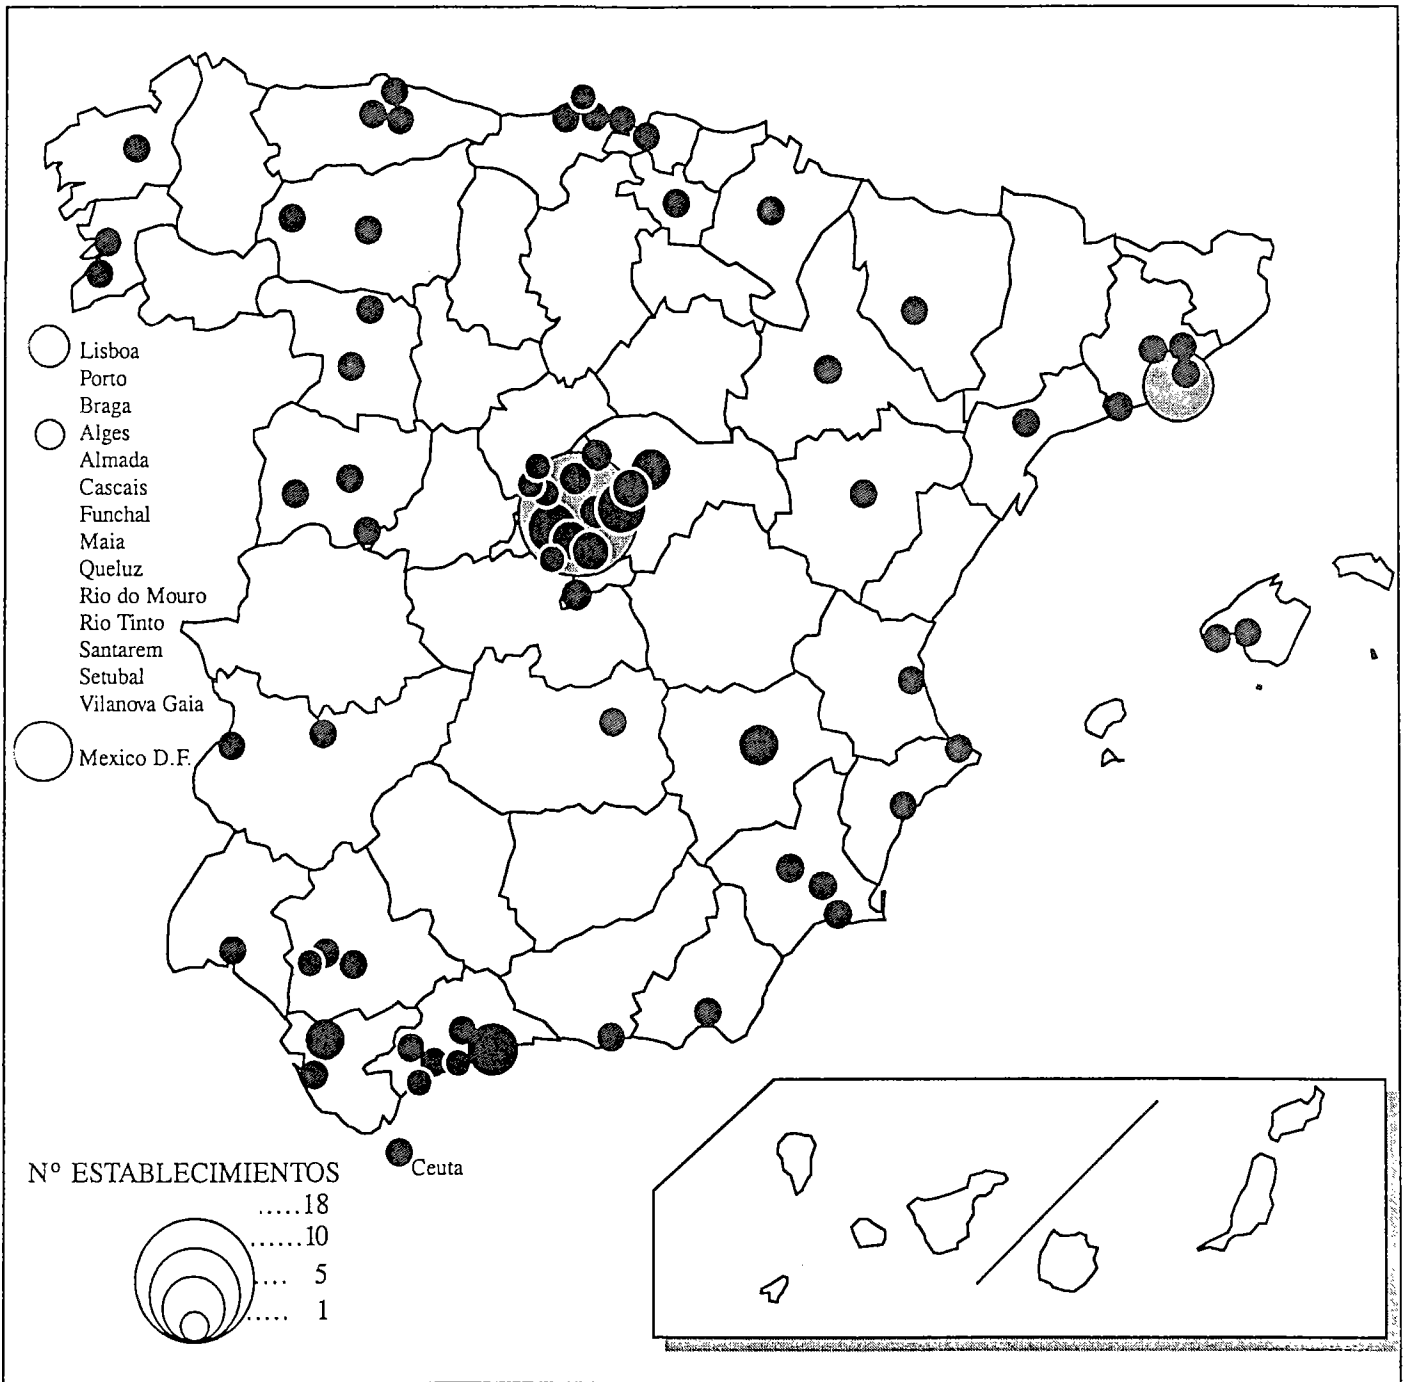 Lisboa
Porto
Braga
Alges
Almada
Cascais
Funchal
Maia
Queluz
Rio do Mouro
Rio Tinto
Santarem
Setubal
Vilanova Gaia
Mexico D.F.
Ceuta
Nº ESTABLECIMIENTOS
.....18
......10
.... 5
..... 1